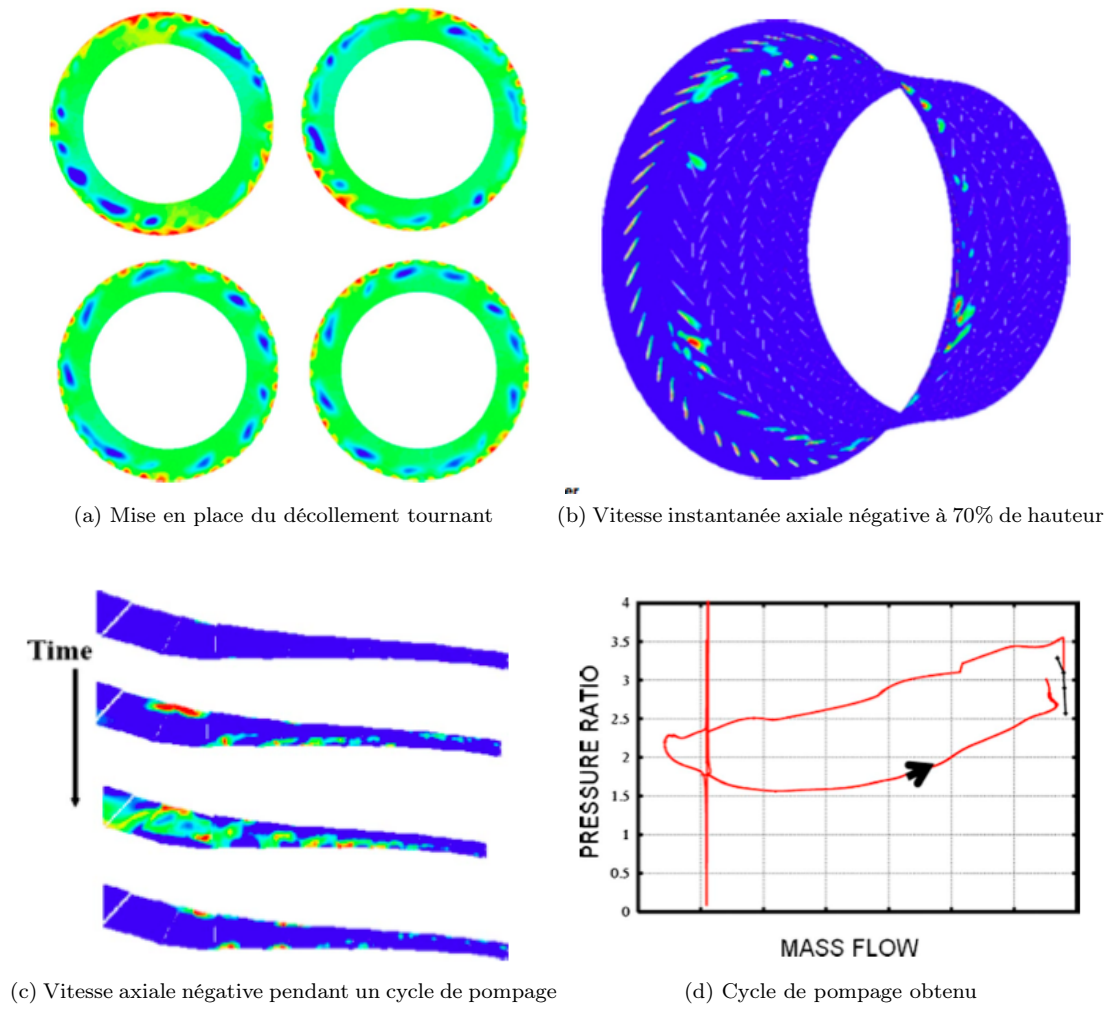 er
(a) Mise en place du décollement tournant
(b) Vitesse instantanée axiale négative à 70% de hauteur
Time
(c) Vitesse axiale négative pendant un cycle de pompage
4
3.5
3
2.5
2
1.5
1
0.5
0
PRESSURE RATIO
MASS FLOW
(d) Cycle de pompage obtenu